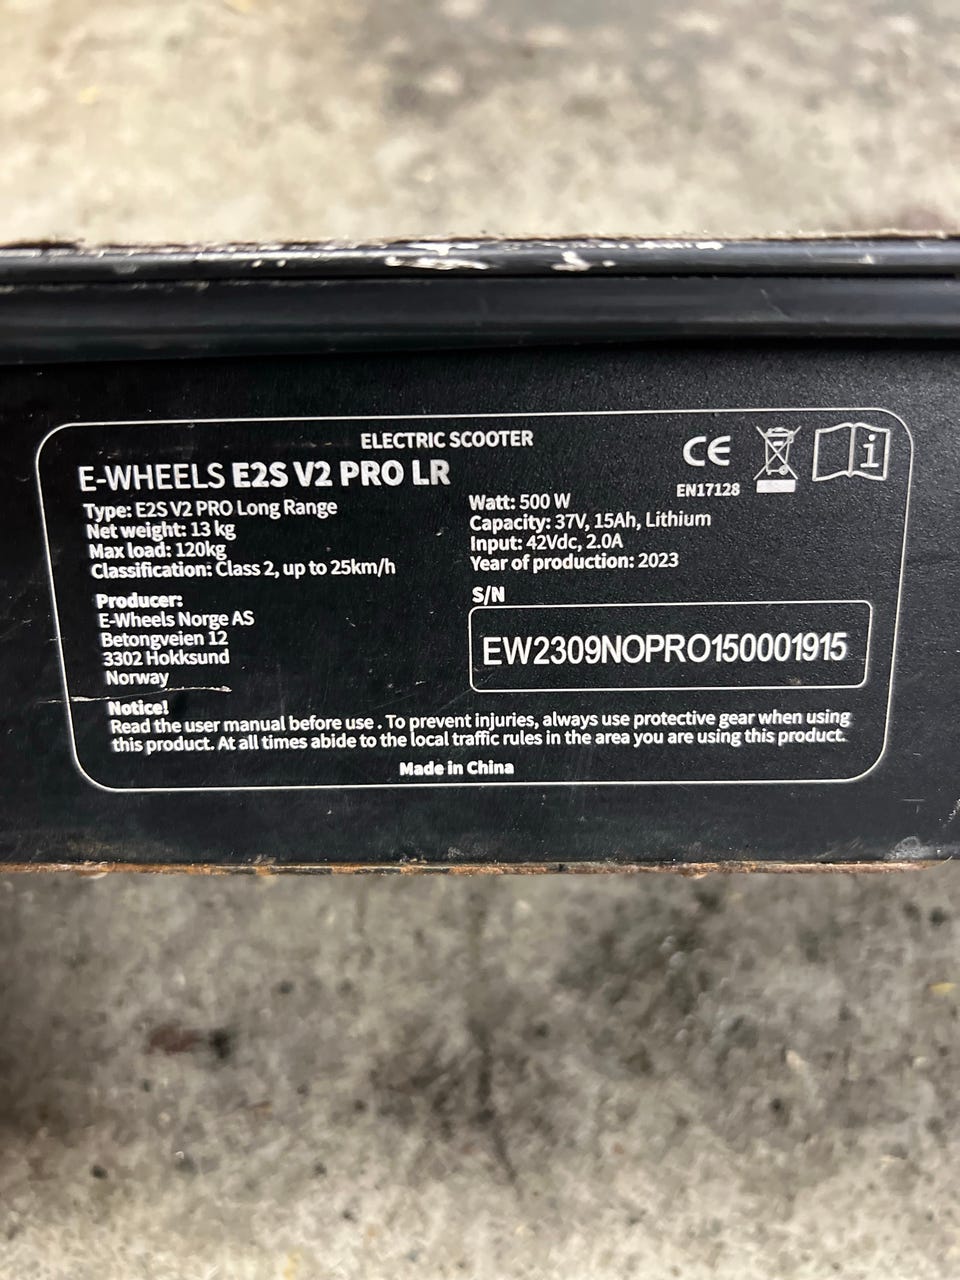 ELECTRIC SCOOTER
E-WHEELS E2S V2 PRO LR
CE
EN17128
i
Type: E2S V2 PRO Long Range
Net weight: 13 kg
Max load: 120kg
Classification: Class 2, up to 25km/h
Watt: 500 W
Capacity: 37V, 15Ah, Lithium
Input: 42Vdc, 2.0A
Year of production: 2023
Producer:
E-Wheels Norge AS
Betongveien 12
3302 Hokksund
Norway
S/N
EW2309NOPRO150001915
Notice!
Read the user manual before use . To prevent injuries, always use protective gear when using
this product. At all times abide to the local traffic rules in the area you are using this product.
Made in China